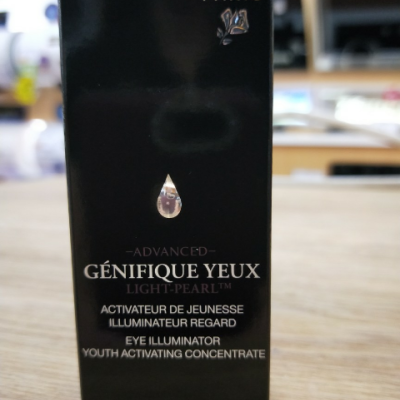 -ADVANCED-
GÉNIFIQUE YEUX
LIGHT-PEARL™
ACTIVATEUR DE JEUNESSE
ILLUMINATEUR REGARD
EYE ILLUMINATOR
YOUTH ACTIVATING CONCENTRATE